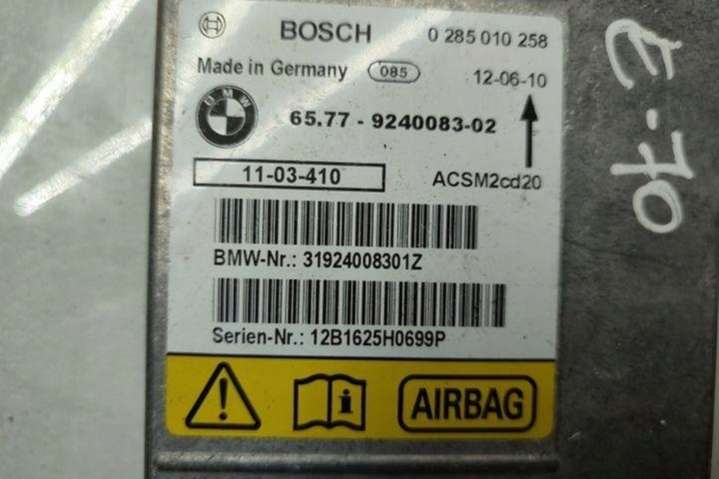 BOSCH 0 285 010 258
Made in Germany 085 12-06-10
BMW
65.77 - 9240083-02
11-03-410 ACSM2cd20
BMW-Nr.: 31924008301Z
Serien-Nr.: 12B1625H0699P
AIRBAG
E-70